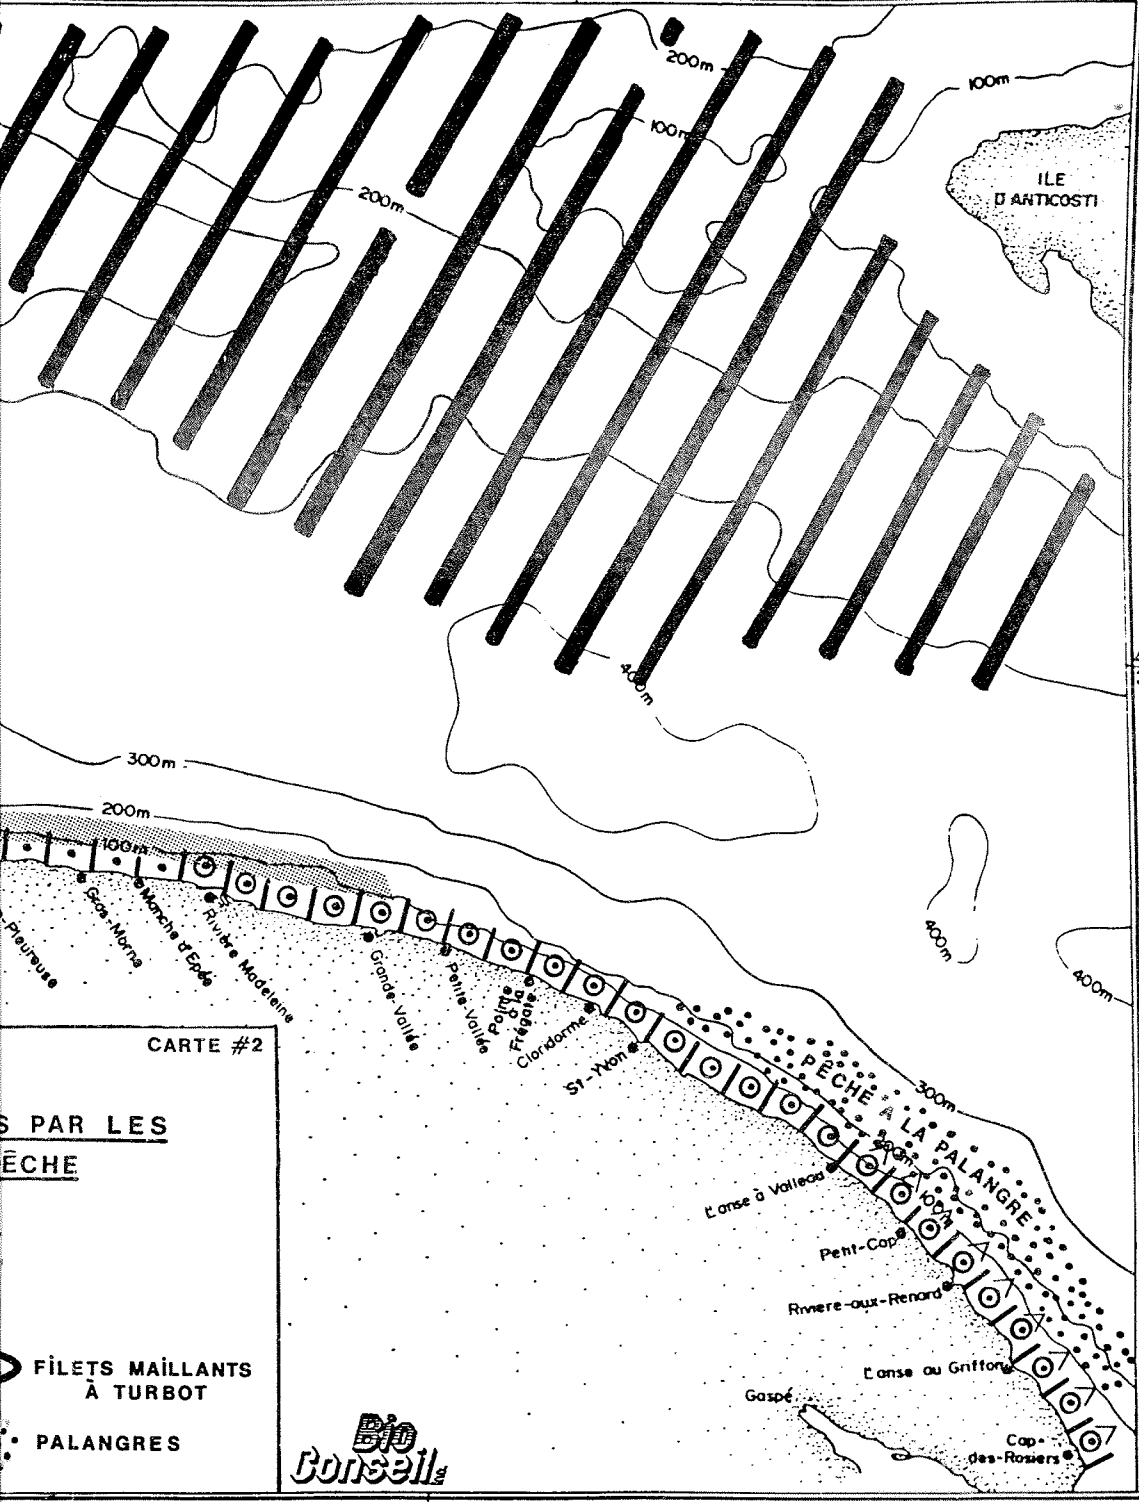 200m
100m
100m
ILE
D'ANTICOSTI
200m
400m
300m
200m
100m
-Pleureuse
Gros-Morne
Manche d'Epée
Rivière Madeleine
Grande-Vallée
Petite-Vallée
Pointe
à la
Frégate
Cloridorme
St-Yvon
400m
400m
CARTE #2
S PAR LES
ÊCHE
PÊCHE À LA PALANGRE
300m
200m
100m
L'anse à Valleau
Petit-Cap
Rivière-aux-Renard
L'anse au Griffon
Gaspé
Cap-
des-Rosiers
FILETS MAILLANTS
À TURBOT
PALANGRES
Bio
Conseil